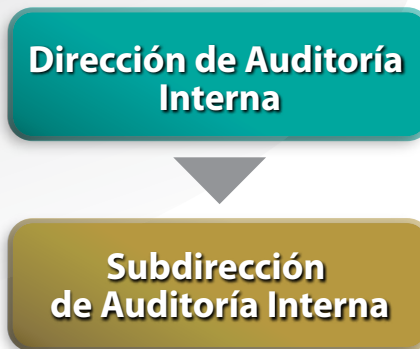 Dirección de Auditoría
Interna
Subdirección
de Auditoría Interna